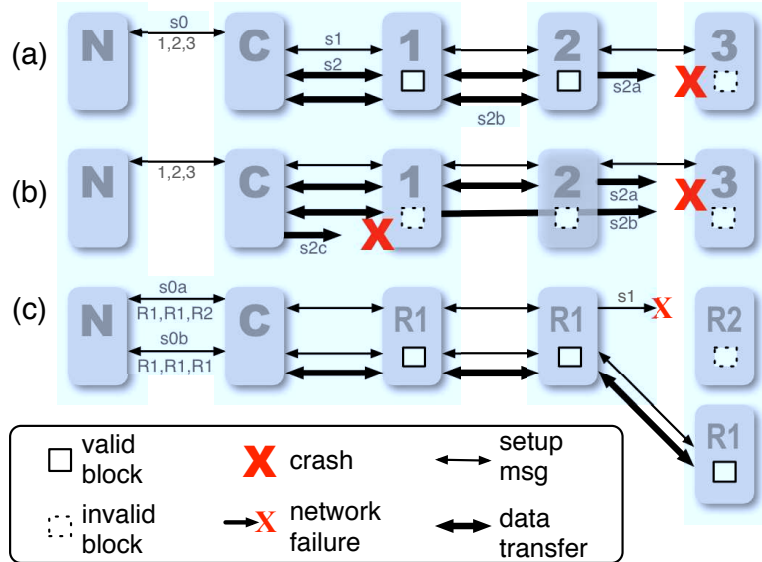 s0
(a) N C 1 2 3
1,2,3
s1
s2
s2a
s2b
(b) N C 1 2 3
1,2,3
s2a
s2b
s2c
(c) N C R1 R1 R2
s0a
R1,R1,R2
s0b
R1,R1,R1
s1
R1
valid
block
crash
setup
msg
invalid
block
network
failure
data
transfer